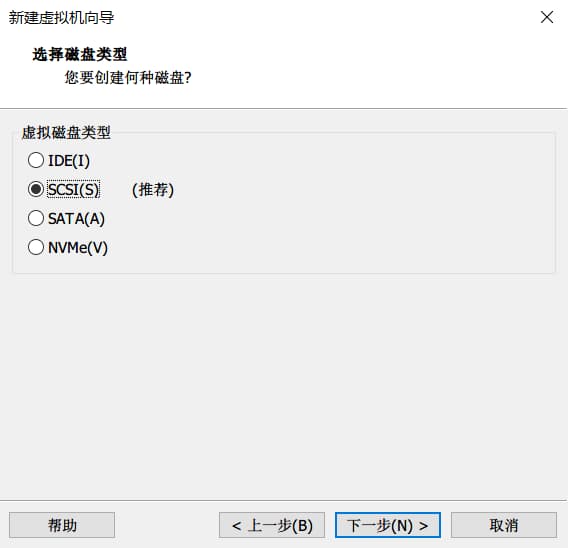 新建虚拟机向导
选择磁盘类型
您要创建何种磁盘?
虚拟磁盘类型
IDE(I)
SCSI(S) (推荐)
SATA(A)
NVMe(V)
帮助 < 上一步(B) 下一步(N) > 取消